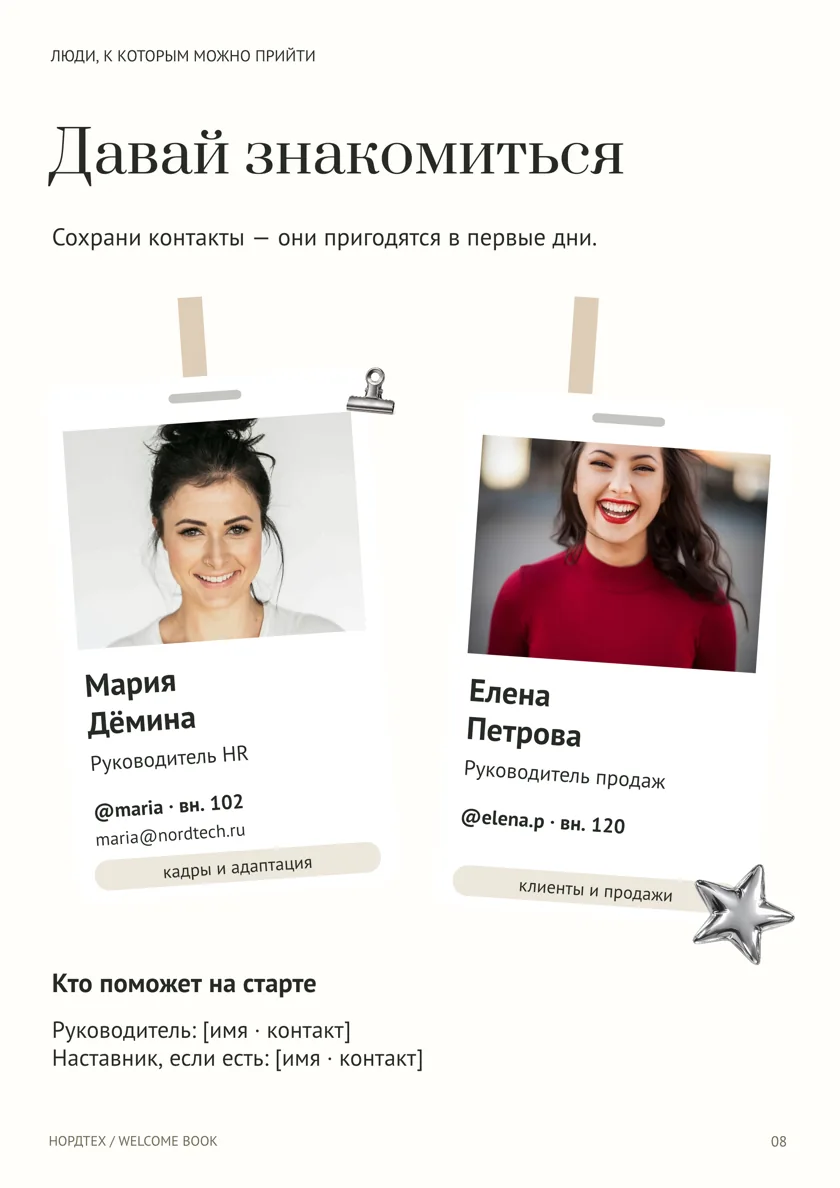 ЛЮДИ, К КОТОРЫМ МОЖНО ПРИЙТИ
Давай знакомиться
Сохрани контакты — они пригодятся в первые дни.
Мария
Дёмина
Руководитель HR
@maria · вн. 102
maria@nordtech.ru
кадры и адаптация
Елена
Петрова
Руководитель продаж
@elena.p · вн. 120
клиенты и продажи
Кто поможет на старте
Руководитель: [имя · контакт]
Наставник, если есть: [имя · контакт]
НОРДТЕХ / WELCOME BOOK
08